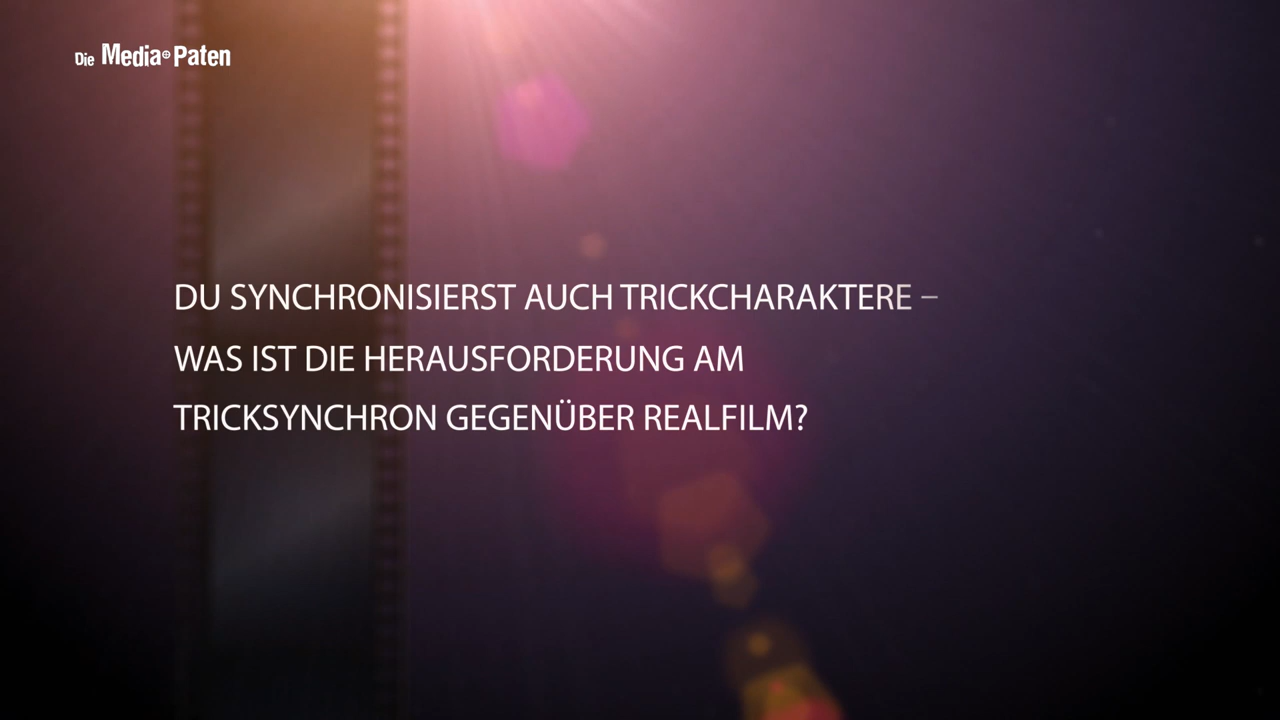 Die Media+Paten
DU SYNCHRONISIERST AUCH TRICKCHARAKTERE –
WAS IST DIE HERAUSFORDERUNG AM
TRICKSYNCHRON GEGENÜBER REALFILM?